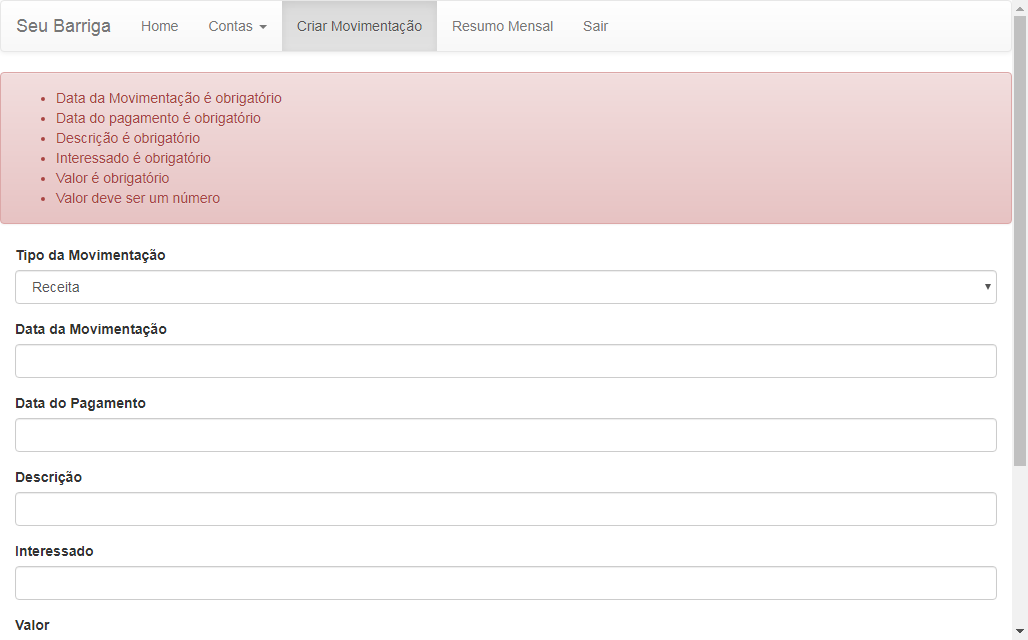 Seu Barriga Home Contas Criar Movimentação Resumo Mensal Sair
Data da Movimentação é obrigatório
Data do pagamento é obrigatório
Descrição é obrigatório
Interessado é obrigatório
Valor é obrigatório
Valor deve ser um número
Tipo da Movimentação
Receita
Data da Movimentação
Data do Pagamento
Descrição
Interessado
Valor